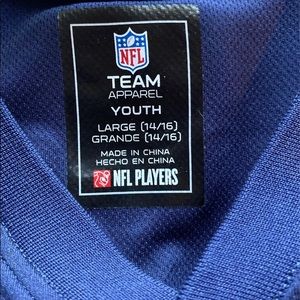 NFL
TEAM
APPAREL
YOUTH
LARGE (14/16)
GRANDE (14/16)
MADE IN CHINA
HECHO EN CHINA
NFL PLAYERS